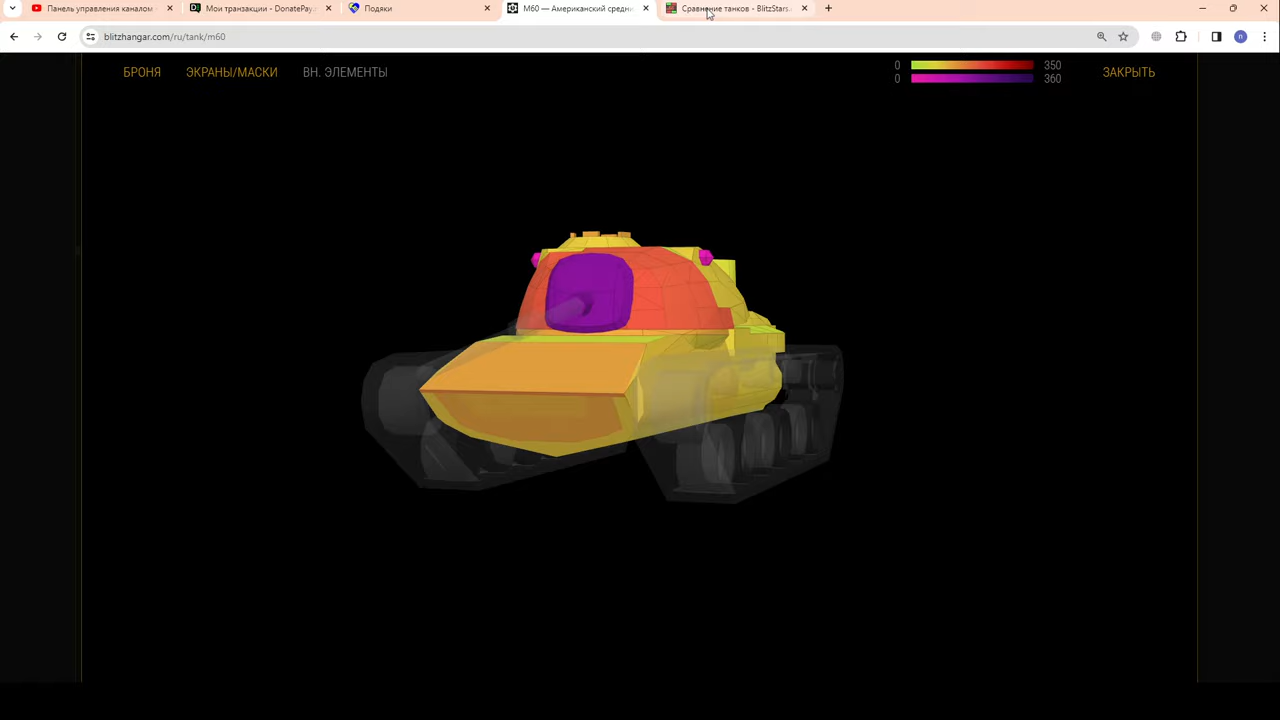 Панель управления каналом
Мои транзакции - DonatePay
Подяки
M60 — Американский средни
Сравнение танков - BlitzStars
blitzhangar.com/ru/tank/m60
n
БРОНЯ
ЭКРАНЫ/МАСКИ
ВН. ЭЛЕМЕНТЫ
0
350
0
360
ЗАКРЫТЬ